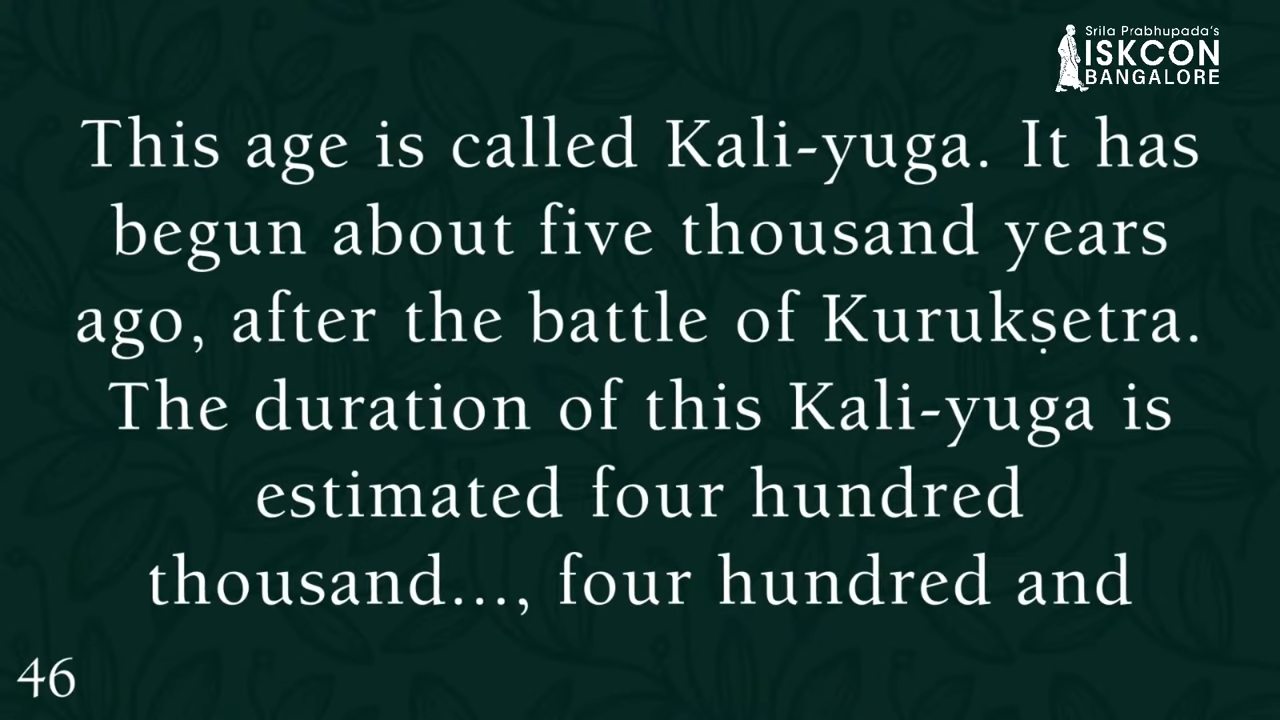 Srila Prabhupada's
ISKCON
BANGALORE
This age is called Kali-yuga. It has
begun about five thousand years
ago, after the battle of Kurukṣetra.
The duration of this Kali-yuga is
estimated four hundred
thousand..., four hundred and
46